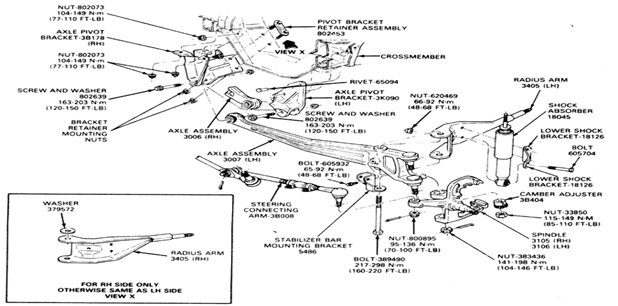 NUT-802073
104-149 N·m
(77-110 FT-LB)
AXLE PIVOT
BRACKET-3B178
(RH)
NUT-802073
104-149 N·m
(77-110 FT-LB)
SCREW AND WASHER
802639
163-203 N·m
(120-150 FT-LB)
BRACKET
RETAINER
MOUNTING
NUTS
PIVOT BRACKET
RETAINER ASSEMBLY
802453
VIEW X
CROSSMEMBER
RIVET-65094
AXLE PIVOT
BRACKET-3K090
(LH)
SCREW AND WASHER
802639
163-203 N·m
(120-150 FT-LB)
AXLE ASSEMBLY
3006 (RH)
AXLE ASSEMBLY
3007 (LH)
BOLT-605932
65-92 N·m
(48-68 FT-LB)
STEERING
CONNECTING
ARM-3B008
STABILIZER BAR
MOUNTING BRACKET
5486
BOLT-389490
217-298 N·m
(160-220 FT-LB)
NUT-800895
95-136 N·m
(70-100 FT-LB)
NUT-620469
66-92 N·m
(48-68 FT-LB)
RADIUS ARM
3405 (LH)
SHOCK
ABSORBER
18045
LOWER SHOCK
BRACKET-18126
BOLT
605704
LOWER SHOCK
BRACKET-18126
CAMBER ADJUSTER
3B404
NUT-33850
115-149 N·M
(85-110 FT-LB)
SPINDLE
3105 (RH)
3106 (LH)
NUT-383436
141-198 N·m
(104-146 FT-LB)
WASHER
379572
RADIUS ARM
3405 (RH)
FOR RH SIDE ONLY
OTHERWISE SAME AS LH SIDE
VIEW X